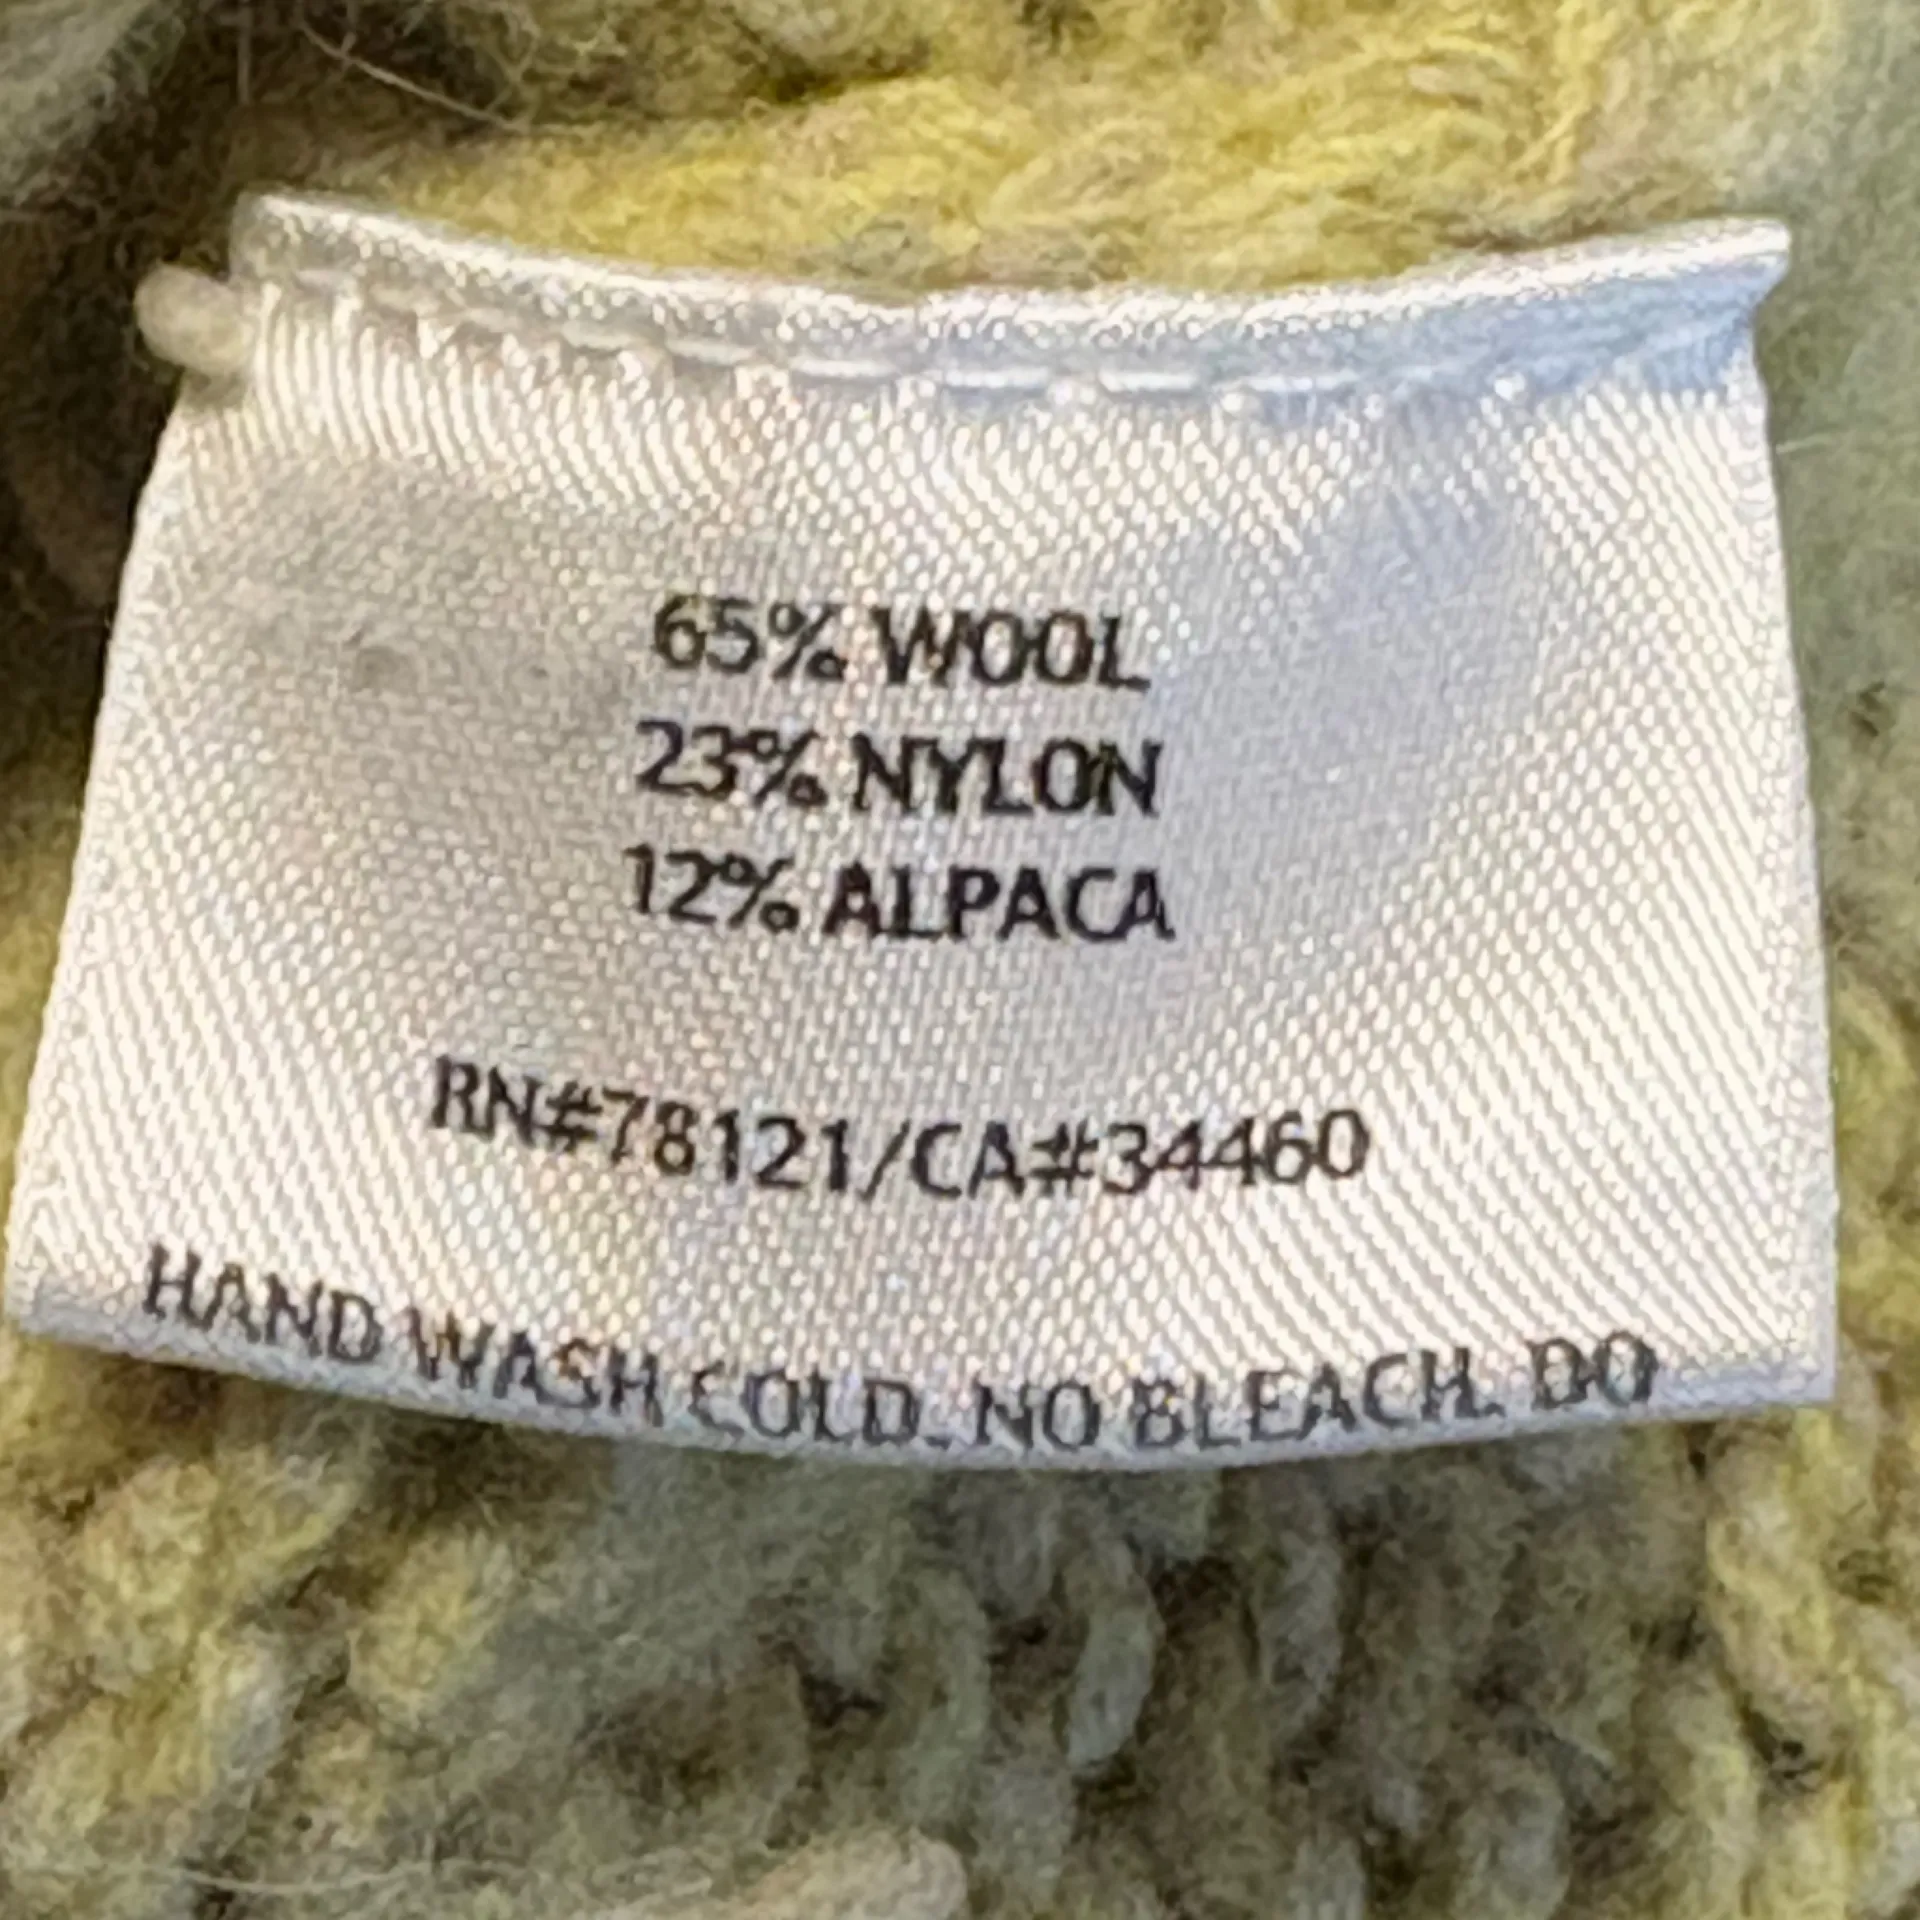 65% WOOL
23% NYLON
12% ALPACA
RN#78121/CA#34460
HAND WASH COLD. NO BLEACH. DO